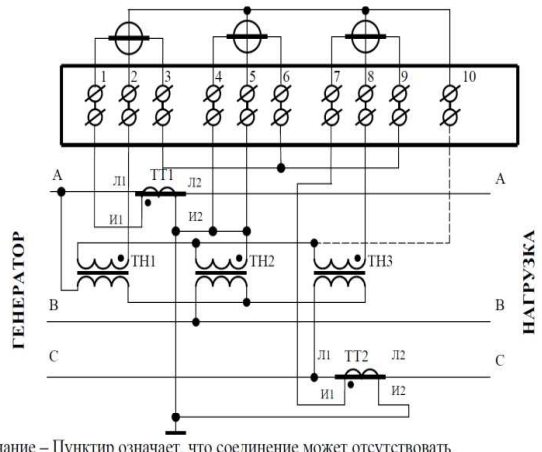 1 2 3 4 5 6 7 8 9 10
А Л1 ТТ1 Л2 А
И1 И2
ГЕНЕРАТОР
ТН1 ТН2 ТН3
НАГРУЗКА
В В
С Л1 ТТ2 Л2 С
И1 И2
чание – Пунктир означает, что соединение может отсутствовать